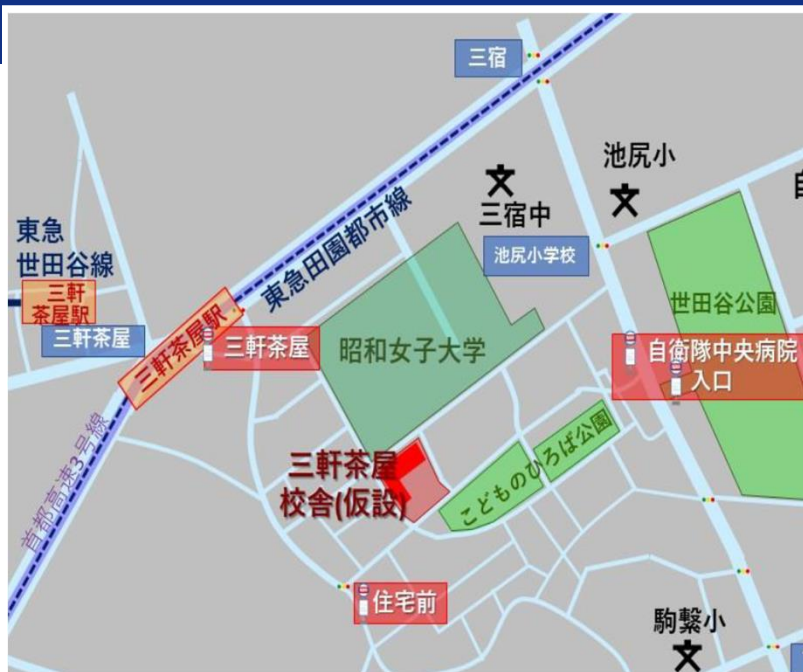 三宿
池尻小
三宿中
自
東急
世田谷線
東急田園都市線
池尻小学校
三軒
茶屋駅
世田谷公園
三軒茶屋
三軒茶屋駅
三軒茶屋
昭和女子大学
自衛隊中央病院
入口
首都高速3号線
三軒茶屋
校舎(仮設)
こどものひろば公園
住宅前
駒繋小